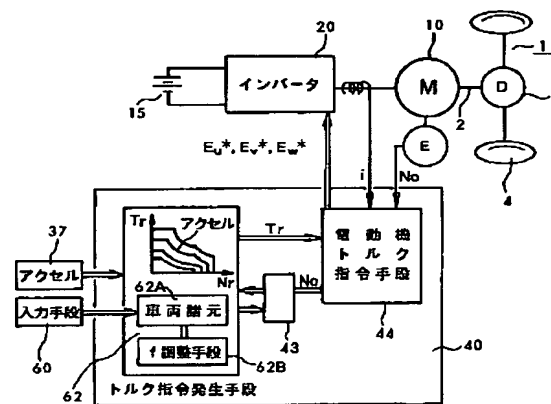 20
10
1
インバータ
M
D
15
2
E
4
Eu*, Ev*, Ew*
i
No
37
アクセル
Tr
アクセル
Nr
Tr
電動機
トルク
指令手段
No
入力手段
60
62A
車両諸元
f調整手段
62
62B
43
44
40
トルク指令発生手段